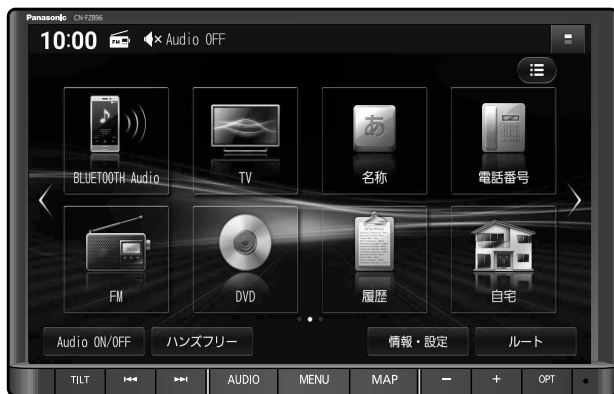 Panasonic CN-FZ896
10:00 FM Audio OFF
BLUETOOTH Audio TV 名称 電話番号
FM DVD 履歴 自宅
Audio ON/OFF ハンズフリー 情報・設定 ルート
TILT AUDIO MENU MAP − + OPT